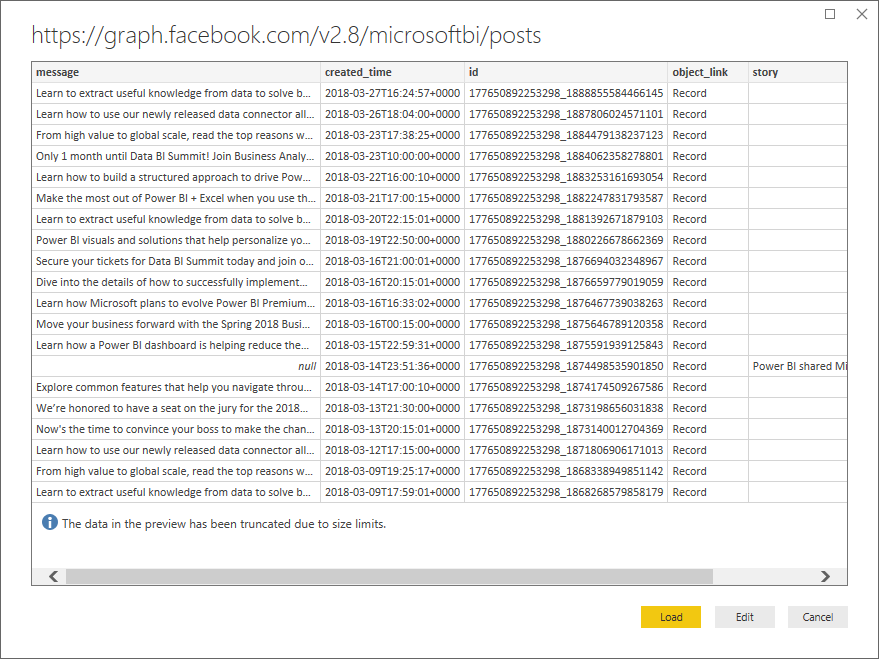 https://graph.facebook.com/v2.8/microsoftbi/posts
message created_time id object_link story
Learn to extract useful knowledge from data to solve b... 2018-03-27T16:24:57+0000 177650892253298_1888855584466145 Record
Learn how to use our newly released data connector all... 2018-03-26T18:04:00+0000 177650892253298_1887806024571101 Record
From high value to global scale, read the top reasons w... 2018-03-23T17:38:25+0000 177650892253298_1884479138237123 Record
Only 1 month until Data BI Summit! Join Business Analy... 2018-03-23T10:00:00+0000 177650892253298_1884062358278801 Record
Learn how to build a structured approach to drive Pow... 2018-03-22T16:00:10+0000 177650892253298_1883253161693054 Record
Make the most out of Power BI + Excel when you use th... 2018-03-21T17:00:15+0000 177650892253298_1882247831793587 Record
Learn to extract useful knowledge from data to solve b... 2018-03-20T22:15:01+0000 177650892253298_1881392671879103 Record
Power BI visuals and solutions that help personalize yo... 2018-03-19T22:50:00+0000 177650892253298_1880226678662369 Record
Secure your tickets for Data BI Summit today and join o... 2018-03-16T21:00:01+0000 177650892253298_1876694032348967 Record
Dive into the details of how to successfully implement... 2018-03-16T20:15:01+0000 177650892253298_1876659779019059 Record
Learn how Microsoft plans to evolve Power BI Premium... 2018-03-16T16:33:02+0000 177650892253298_1876467739038263 Record
Move your business forward with the Spring 2018 Busi... 2018-03-16T00:15:00+0000 177650892253298_1875646789120358 Record
Learn how a Power BI dashboard is helping reduce the... 2018-03-15T22:59:31+0000 177650892253298_1875591939125843 Record
null 2018-03-14T23:51:36+0000 177650892253298_1874498535901850 Record Power BI shared Mi
Explore common features that help you navigate throu... 2018-03-14T17:00:10+0000 177650892253298_1874174509267586 Record
We're honored to have a seat on the jury for the 2018... 2018-03-13T21:30:00+0000 177650892253298_1873198656031838 Record
Now's the time to convince your boss to make the chan... 2018-03-13T20:15:01+0000 177650892253298_1873140012704369 Record
Learn how to use our newly released data connector all... 2018-03-12T17:15:00+0000 177650892253298_1871806906171013 Record
From high value to global scale, read the top reasons w... 2018-03-09T19:25:17+0000 177650892253298_1868338949851142 Record
Learn to extract useful knowledge from data to solve b... 2018-03-09T17:59:01+0000 177650892253298_1868268579858179 Record
The data in the preview has been truncated due to size limits.
Load Edit Cancel